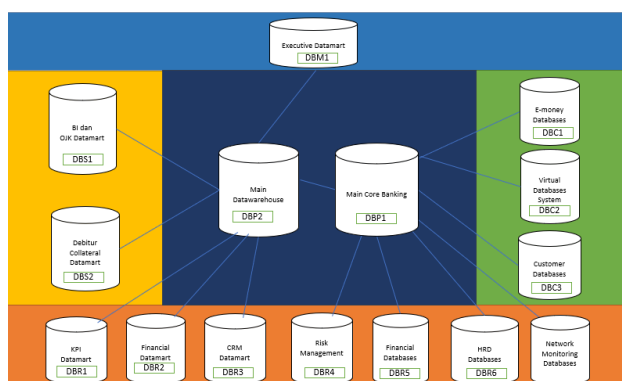 Executive Datamart
DBM1
BI dan
OJK Datamart
DBS1
E-money
Databases
DBC1
Virtual
Databases
System
DBC2
Main
Datawarehouse
DBP2
Main Core Banking
DBP1
Debitur
Collateral
Datamart
DBS2
Customer
Databases
DBC3
KPI
Datamart
DBR1
Financial
Datamart
DBR2
CRM
Datamart
DBR3
Risk
Management
DBR4
Financial
Databases
DBR5
HRD
Databases
DBR6
Network
Monitoring
Databases